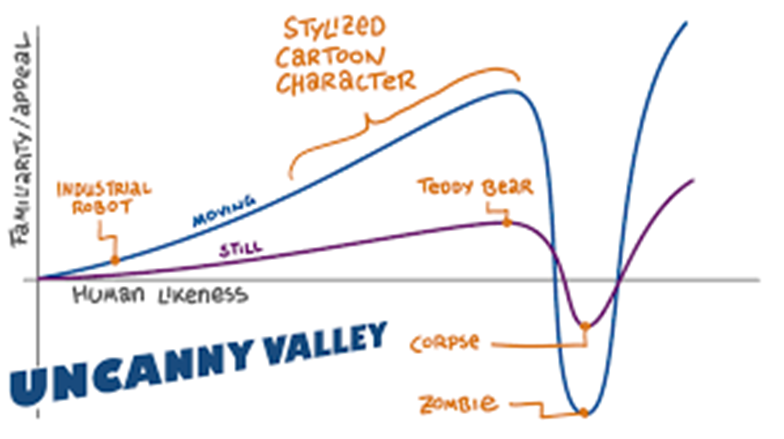 STYLIZED
CARTOON
CHARACTER
Familiarity/appeal
INDUSTRIAL
ROBOT
TEDDY BEAR
MOVING
STILL
HUMAN LIKENESS
UNCANNY VALLEY
CORPSE
ZOMBIE